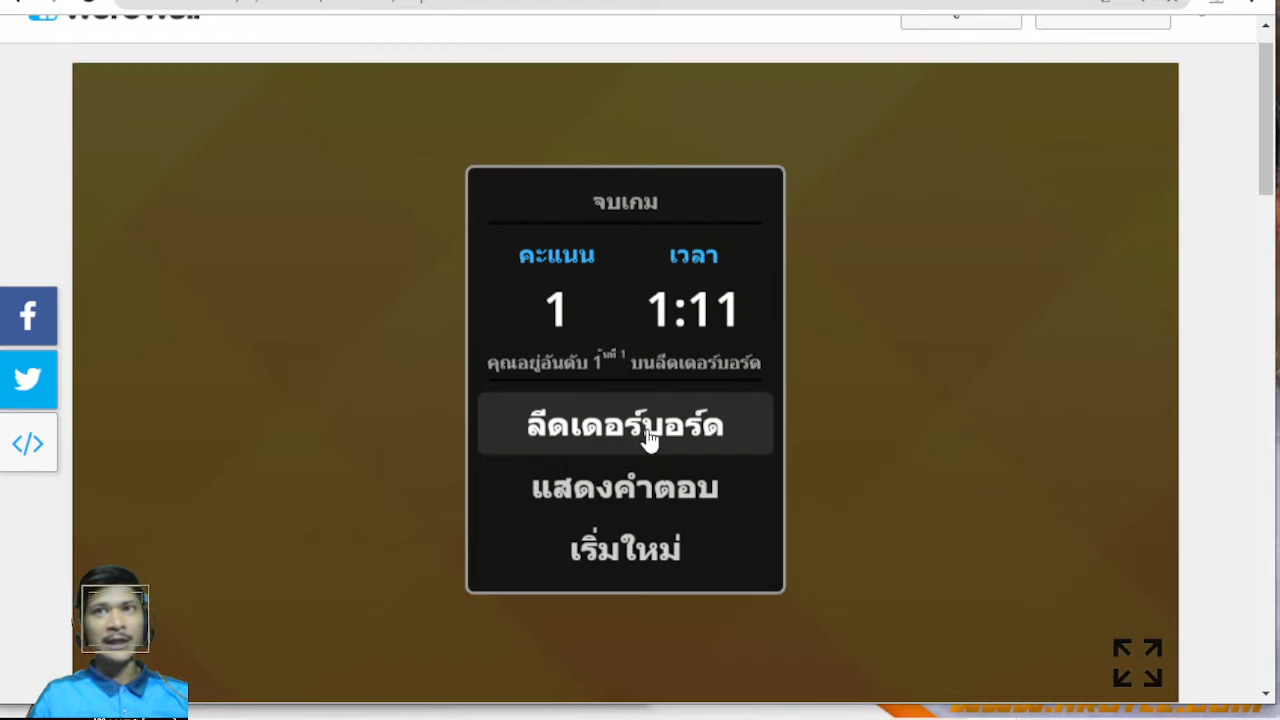 จบเกม
คะแนน เวลา
1 1:11
คุณอยู่อันดับ 1 ันที่ 1 บนลีดเดอร์บอร์ด
ลีดเดอร์บอร์ด
แสดงคำตอบ
เริ่มใหม่